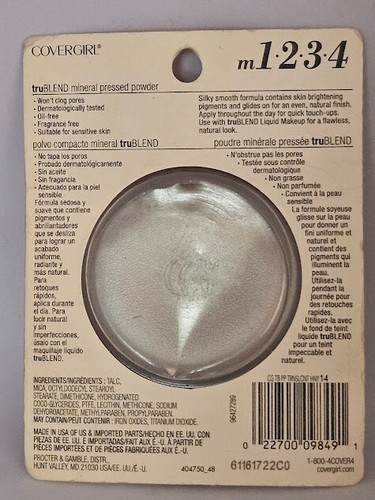 COVERGIRL®
m1·2·3·4
truBLEND mineral pressed powder
• Won't clog pores
• Dermatologically tested
• Oil-free
• Fragrance free
• Suitable for sensitive skin
Silky smooth formula contains skin brightening
pigments and glides on for an even, natural finish.
Apply throughout the day for quick touch-ups.
Use with truBLEND Liquid Makeup for a flawless,
natural look.
polvo compacto mineral truBLEND
• No tapa los poros
• Probado dermatológicamente
• Sin aceite
• Sin fragancia
• Adecuado para la piel
sensible
Fórmula sedosa y
suave que contiene
pigmentos y
abrillantadores
que se desliza
para lograr un
acabado
uniforme,
radiante y
más natural.
Para
retoques
rápidos,
aplica durante
el día. Para
lucir natural
y sin
imperfecciones,
úsalo con el
maquillaje líquido
truBLEND.
poudre minérale pressée truBLEND
• N'obstrue pas les pores
• Testée sous contrôle
dermatologique
• Non grasse
• Non parfumée
• Convient à la peau
sensible
La formule soyeuse
glisse sur la peau
pour donner un
fini uniforme et
naturel et
contient des
pigments qui
illuminent la
peau.
Utilisez-la
pendant la
journée pour
des retouches
rapides.
Utilisez-la avec
le fond de teint
liquide truBLEND
pour un teint
impeccable et
naturel.
INGREDIENTS/INGRÉDIENTS : TALC,
MICA, OCTYLDODECYL STEAROYL
STEARATE, DIMETHICONE, HYDROGENATED
COCO-GLYCERIDES, PTFE, LECITHIN, METHICONE, SODIUM
DEHYDROACETATE, METHYLPARABEN, PROPYLPARABEN.
MAY CONTAIN/PEUT CONTENIR : IRON OXIDES, TITANIUM DIOXIDE.
MADE IN USA OF US & IMPORTED PARTS/HECHO EN EE. UU. CON
PIEZAS DE EE. UU. E IMPORTADAS/FAIT AUX É.-U. À PARTIR DE
PIÈCES IMPORTÉES ET DE PIÈCES FABRIQUÉES AUX É.-U.
PROCTER & GAMBLE, DISTR.,
HUNT VALLEY, MD 21030 USA/EE. UU./É.-U.
404750_48
96427789
CG TB PP TRNSLCNT HNY 1-4
0 22700 09849 1
61161722C0
1-800-4COVER4
covergirl.com